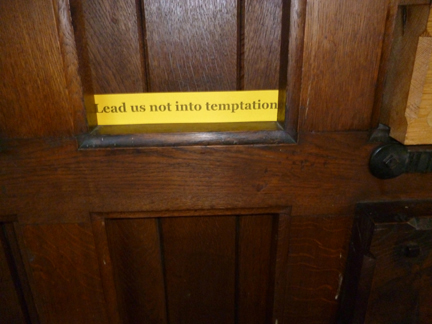 Lead us not into temptation